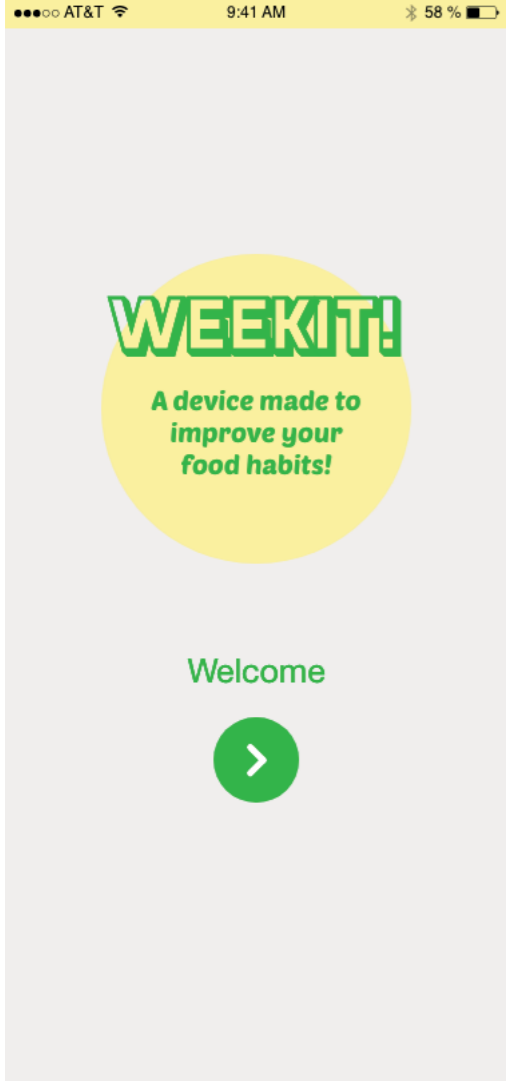 AT&T 9:41 AM 58 %
WEEKIT!
A device made to
improve your
food habits!
Welcome